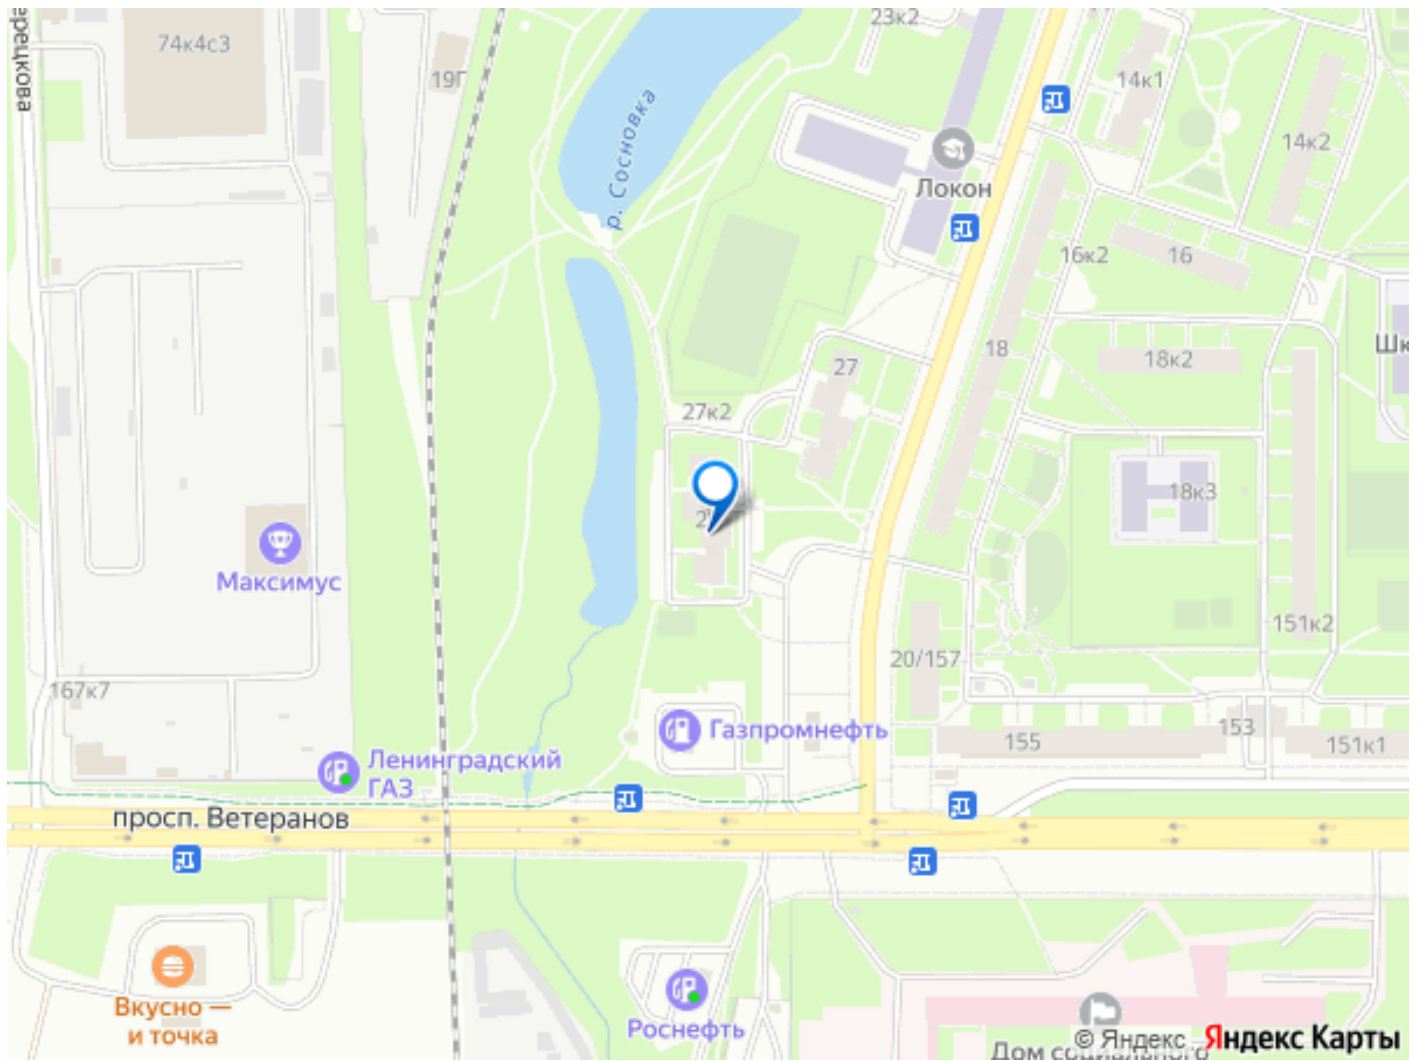 23к2
74к4с3
19Г
14к1
14к2
р. Сосновка
Локон
16к2
16
18
18к2
27
27к2
18к3
Максимус
151к2
20/157
167к7
Газпромнефть
153
155
151к1
Ленинградский
ГАЗ
просп. Ветеранов
Вкусно —
и точка
Роснефть
© Яндекс
Яндекс Карты